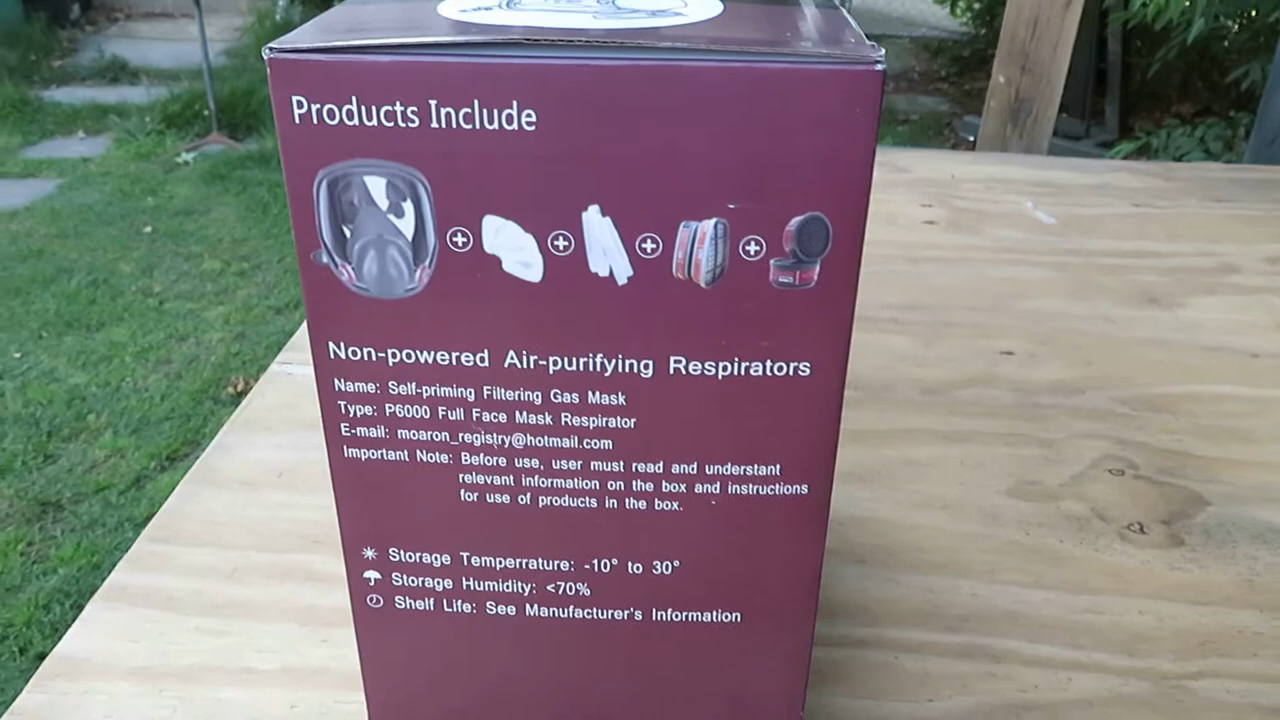 Products Include
Non-powered Air-purifying Respirators
Name: Self-priming Filtering Gas Mask
Type: P6000 Full Face Mask Respirator
E-mail: moaron_registry@hotmail.com
Important Note: Before use, user must read and understant
relevant information on the box and instructions
for use of products in the box.
Storage Temperrature: -10° to 30°
Storage Humidity: <70%
Shelf Life: See Manufacturer's Information